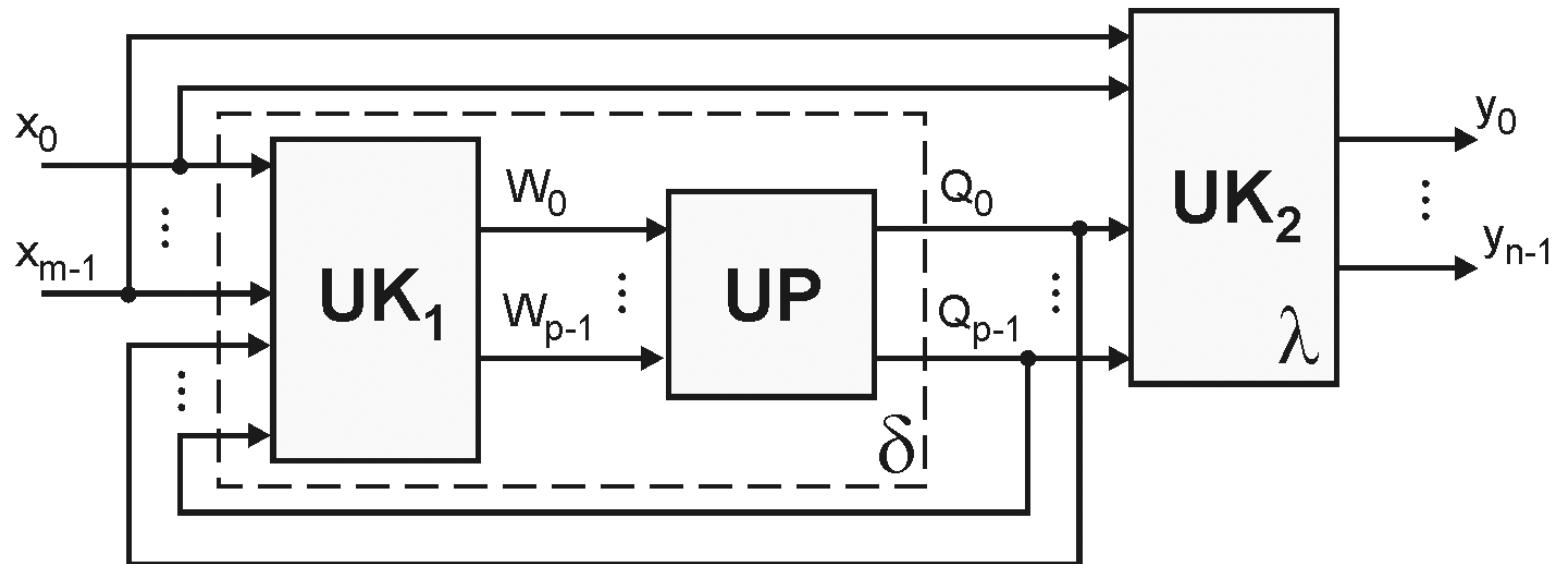 x₀
xₘ₋₁
UK₁
W₀
Wₚ₋₁
UP
δ
Q₀
Qₚ₋₁
UK₂
λ
y₀
yₙ₋₁